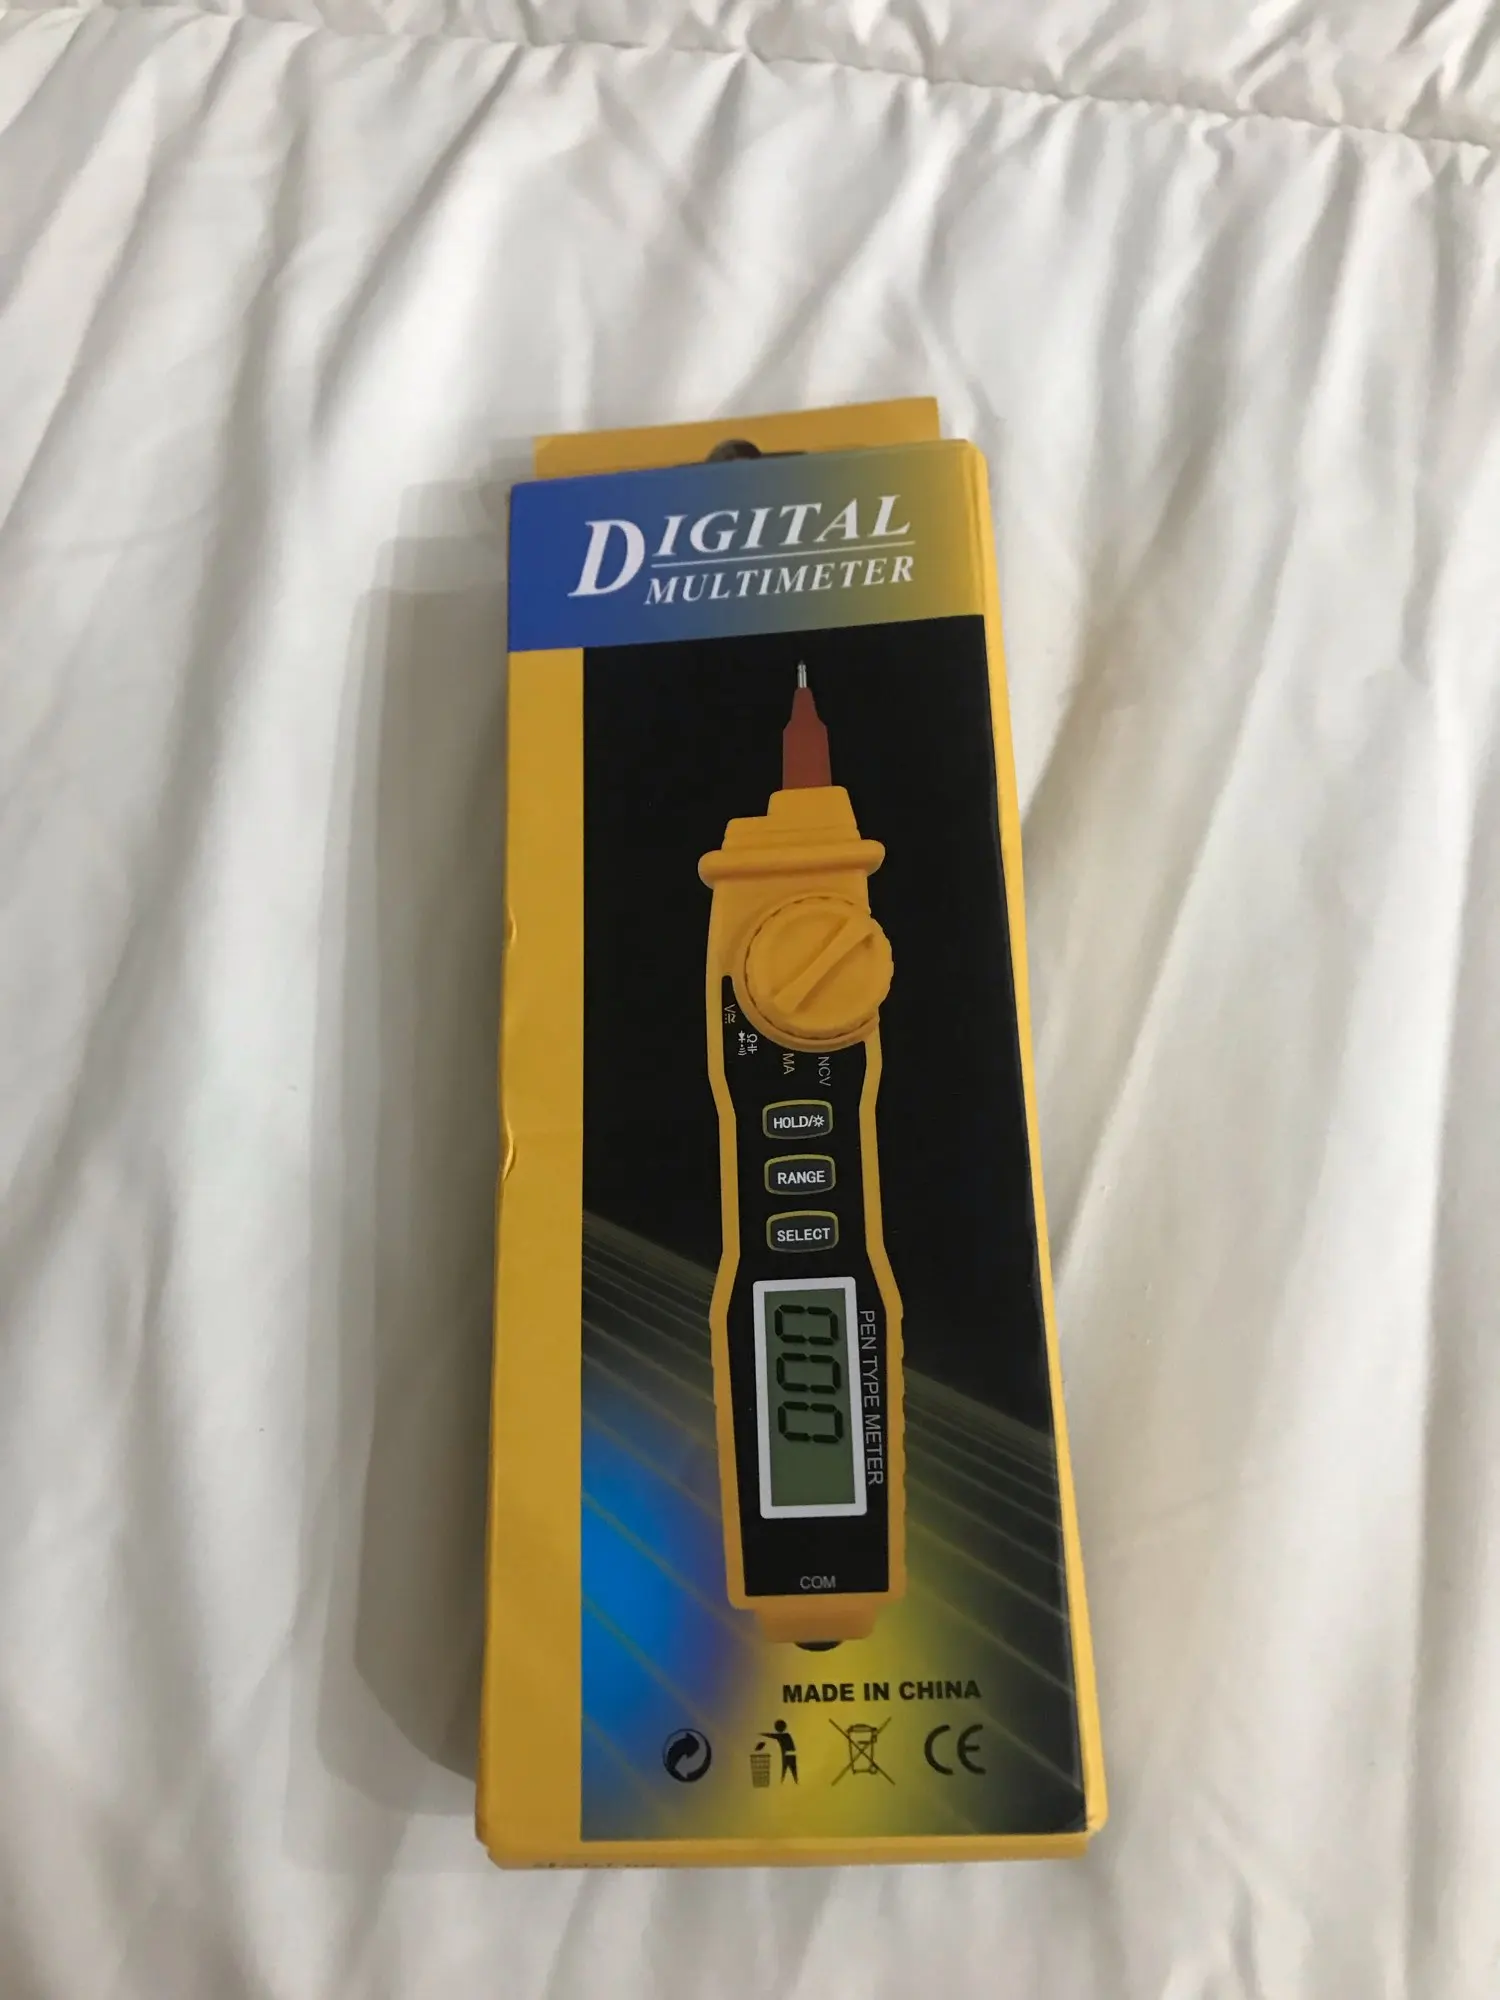 DIGITAL
MULTIMETER
V
Ω
MA
NCV
HOLD/
RANGE
SELECT
000
PEN TYPE METER
COM
MADE IN CHINA
CE